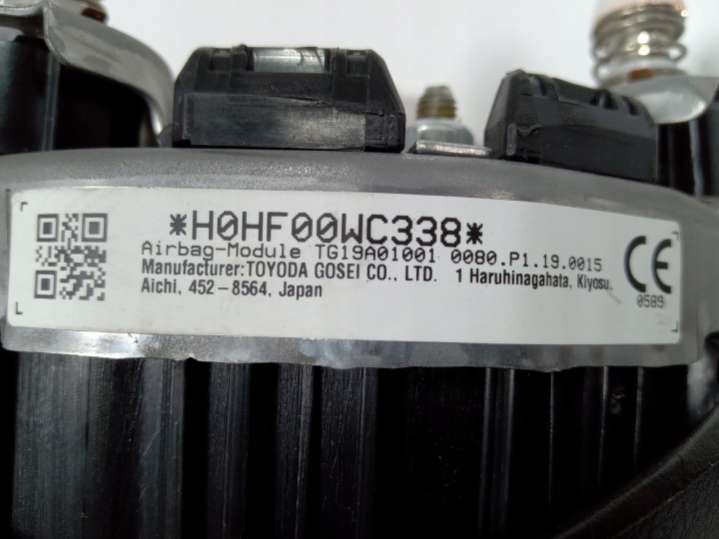 *H0HF00WC338*
Airbag-Module TG19A01001 0080.P1.19.0015
Manufacturer: TOYODA GOSEI CO., LTD. 1 Haruhinagahata, Kiyosu,
Aichi, 452-8564, Japan
CE
0589